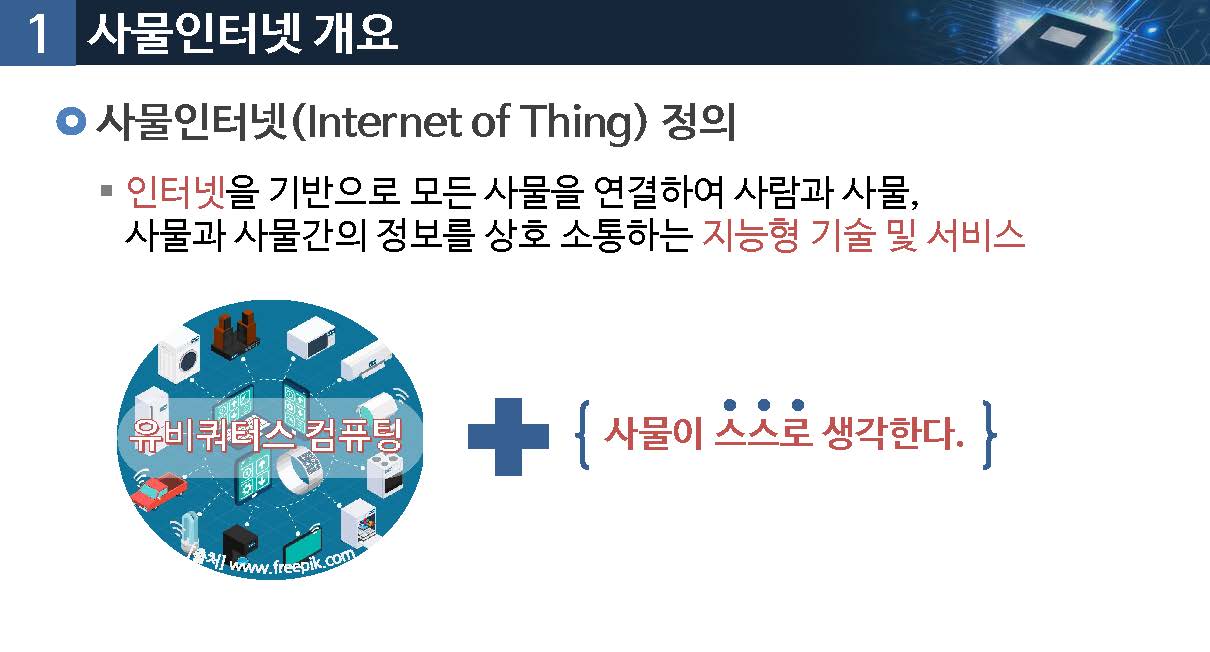 1 사물인터넷 개요
사물인터넷(Internet of Thing) 정의
인터넷을 기반으로 모든 사물을 연결하여 사람과 사물,
사물과 사물간의 정보를 상호 소통하는 지능형 기술 및 서비스
유비쿼터스 컴퓨팅
사물이 스스로 생각한다.
[출처] www.freepik.com